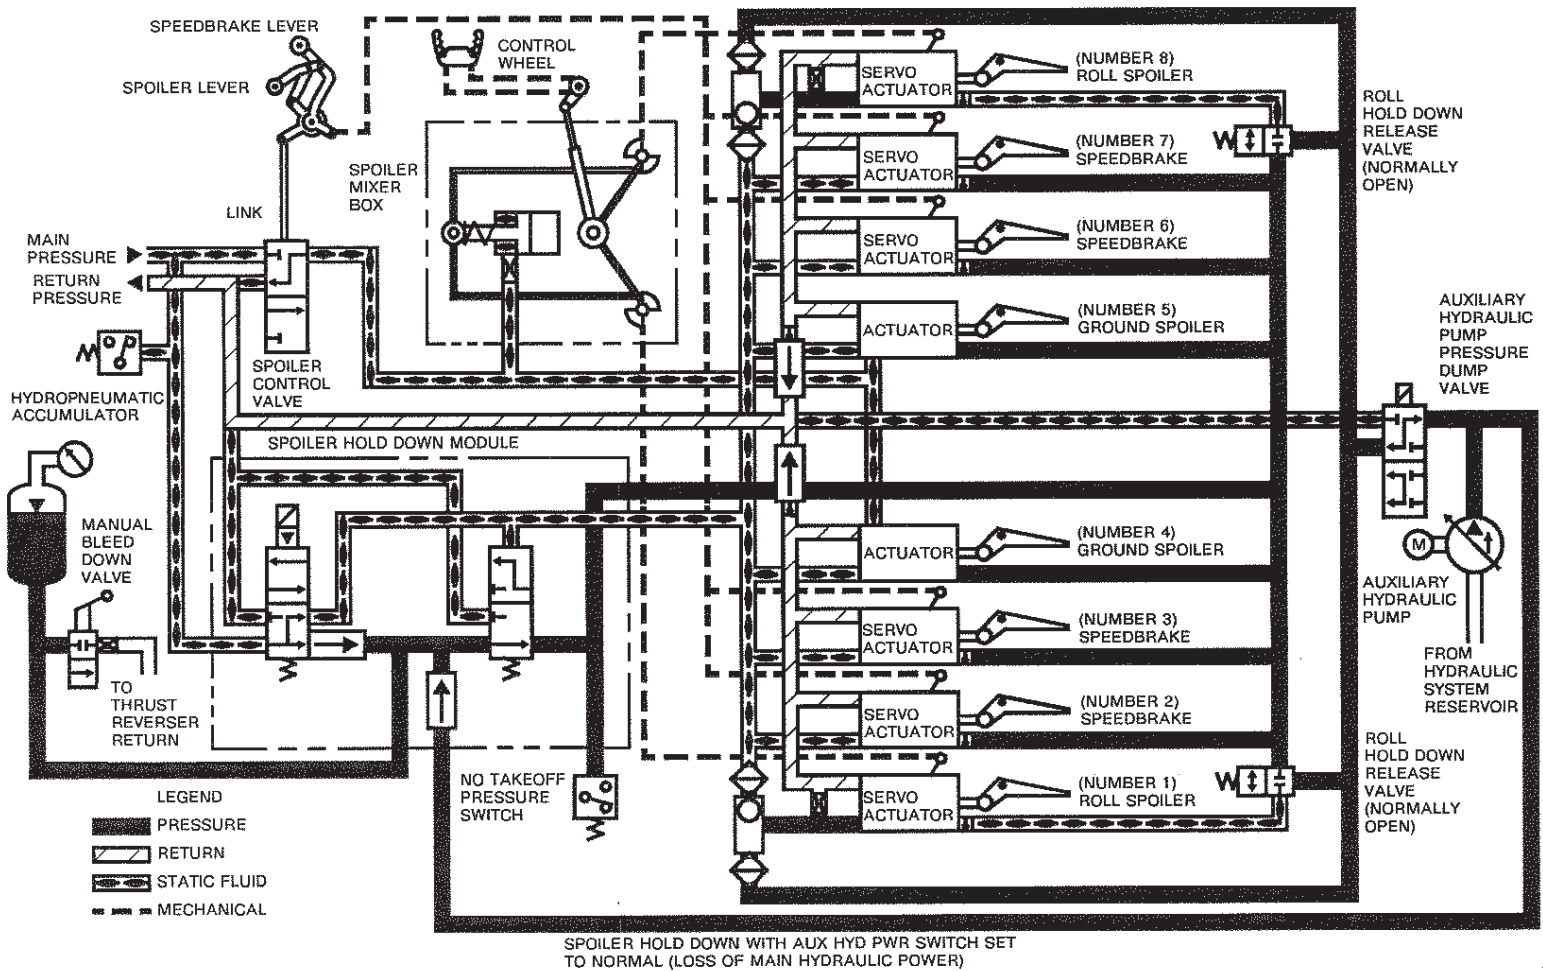 SPEEDBRAKE LEVER
SPOILER LEVER
CONTROL
WHEEL
SPOILER
MIXER
BOX
LINK
MAIN
PRESSURE
RETURN
PRESSURE
SPOILER
CONTROL
VALVE
HYDROPNEUMATIC
ACCUMULATOR
SPOILER HOLD DOWN MODULE
MANUAL
BLEED
DOWN
VALVE
TO
THRUST
REVERSER
RETURN
NO TAKEOFF
PRESSURE
SWITCH
SERVO
ACTUATOR
(NUMBER 8)
ROLL SPOILER
SERVO
ACTUATOR
(NUMBER 7)
SPEEDBRAKE
SERVO
ACTUATOR
(NUMBER 6)
SPEEDBRAKE
ACTUATOR
(NUMBER 5)
GROUND SPOILER
ACTUATOR
(NUMBER 4)
GROUND SPOILER
SERVO
ACTUATOR
(NUMBER 3)
SPEEDBRAKE
SERVO
ACTUATOR
(NUMBER 2)
SPEEDBRAKE
SERVO
ACTUATOR
(NUMBER 1)
ROLL SPOILER
ROLL
HOLD DOWN
RELEASE
VALVE
(NORMALLY
OPEN)
AUXILIARY
HYDRAULIC
PUMP
PRESSURE
DUMP
VALVE
M
AUXILIARY
HYDRAULIC
PUMP
FROM
HYDRAULIC
SYSTEM
RESERVOIR
ROLL
HOLD DOWN
RELEASE
VALVE
(NORMALLY
OPEN)
LEGEND
PRESSURE
RETURN
STATIC FLUID
MECHANICAL
SPOILER HOLD DOWN WITH AUX HYD PWR SWITCH SET
TO NORMAL (LOSS OF MAIN HYDRAULIC POWER)